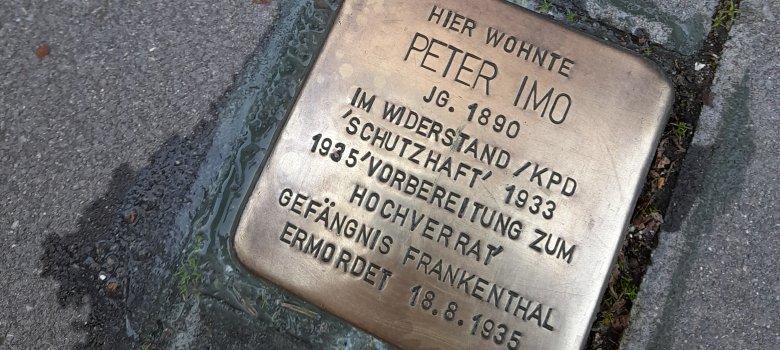 HIER WOHNTE
PETER IMO
JG. 1890
IM WIDERSTAND / KPD
'SCHUTZHAFT' 1933
1935 'VORBEREITUNG ZUM
HOCHVERRAT'
GEFÄNGNIS FRANKENTHAL
ERMORDET 18.8.1935